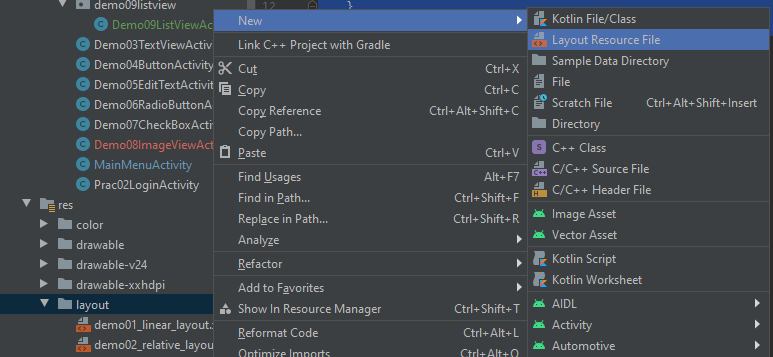 demo09listview
Demo09ListViewAc
Demo03TextViewActivity
Demo04ButtonActivity
Demo05EditTextActivity
Demo06RadioButtonA
Demo07CheckBoxActi
Demo08ImageViewAct
MainMenuActivity
Prac02LoginActivity
res
color
drawable
drawable-v24
drawable-xxhdpi
layout
demo01_linear_layout.
demo02_relative_layou
12 }
New
Link C++ Project with Gradle
Cut Ctrl+X
Copy Ctrl+C
Copy Reference Ctrl+Alt+Shift+C
Copy Path...
Paste Ctrl+V
Find Usages Alt+F7
Find in Path... Ctrl+Shift+F
Replace in Path... Ctrl+Shift+R
Analyze
Refactor
Add to Favorites
Show In Resource Manager Ctrl+Shift+T
Reformat Code Ctrl+Alt+L
Optimize Imports Ctrl+Alt+O
Kotlin File/Class
Layout Resource File
Sample Data Directory
File
Scratch File Ctrl+Alt+Shift+Insert
Directory
C++ Class
C/C++ Source File
C/C++ Header File
Image Asset
Vector Asset
Kotlin Script
Kotlin Worksheet
AIDL
Activity
Automotive